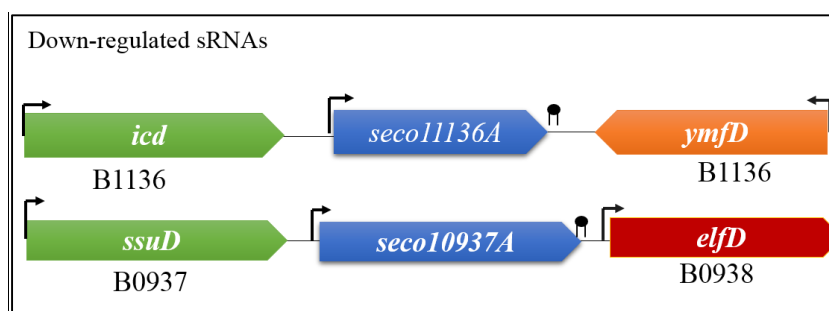 Down-regulated sRNAs
icd seco11136A ymfD
B1136 B1136
ssuD seco10937A elfD
B0937 B0938